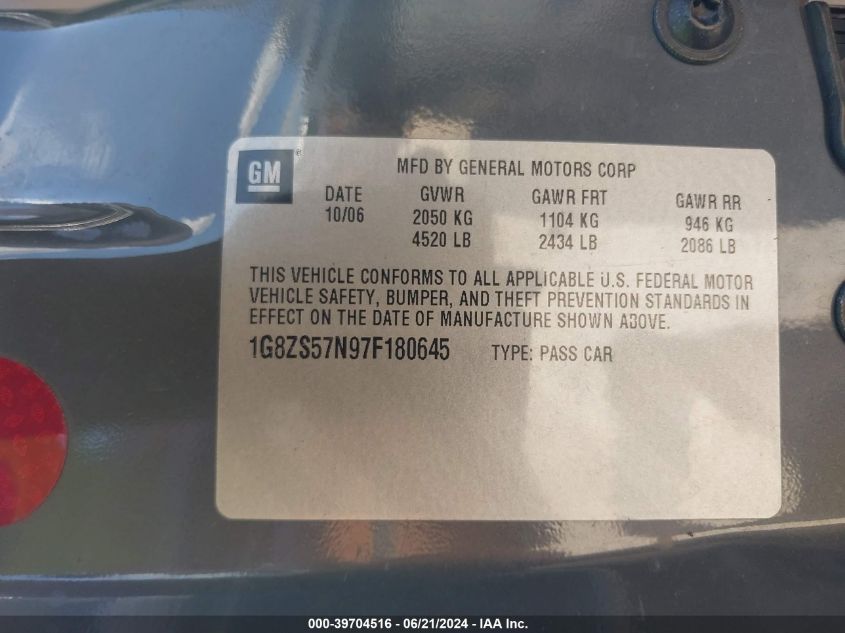 GM®
MFD BY GENERAL MOTORS CORP
DATE GVWR GAWR FRT GAWR RR
10/06 2050 KG 1104 KG 946 KG
4520 LB 2434 LB 2086 LB
THIS VEHICLE CONFORMS TO ALL APPLICABLE U.S. FEDERAL MOTOR
VEHICLE SAFETY, BUMPER, AND THEFT PREVENTION STANDARDS IN
EFFECT ON THE DATE OF MANUFACTURE SHOWN ABOVE.
1G8ZS57N97F180645 TYPE: PASS CAR
000-39704516 - 06/21/2024 - IAA Inc.